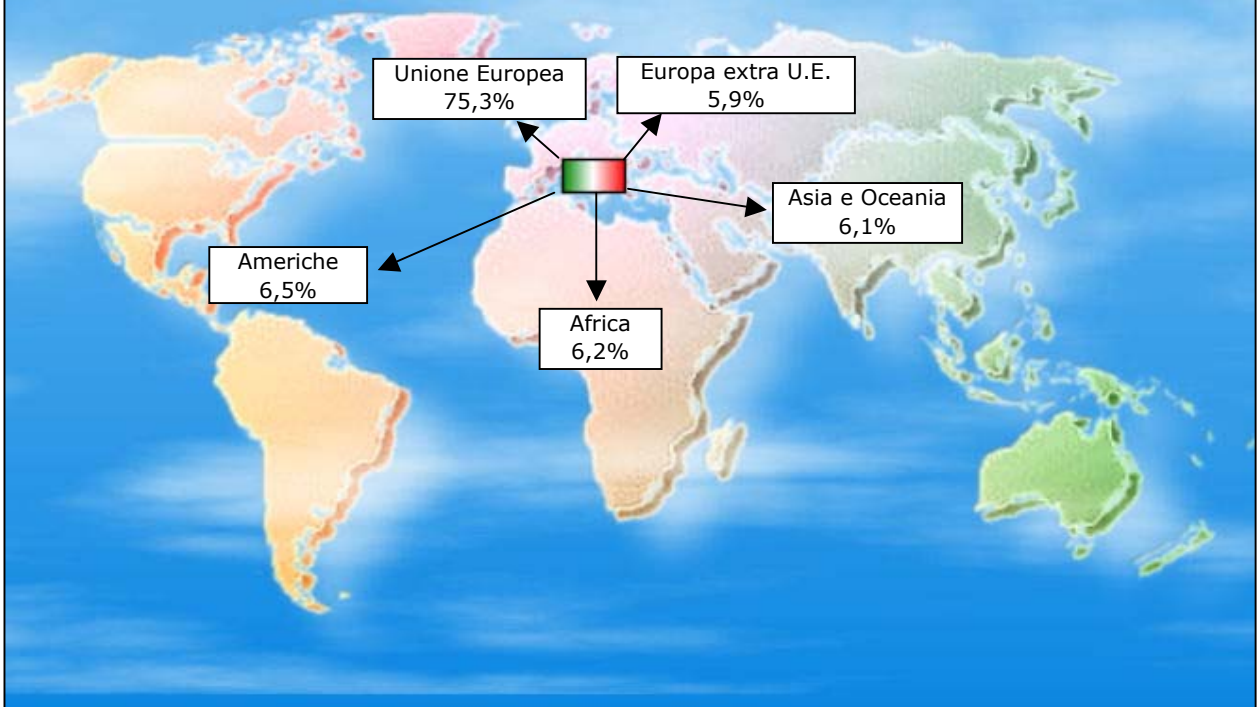 Unione Europea
75,3%
Europa extra U.E.
5,9%
Asia e Oceania
6,1%
Americhe
6,5%
Africa
6,2%